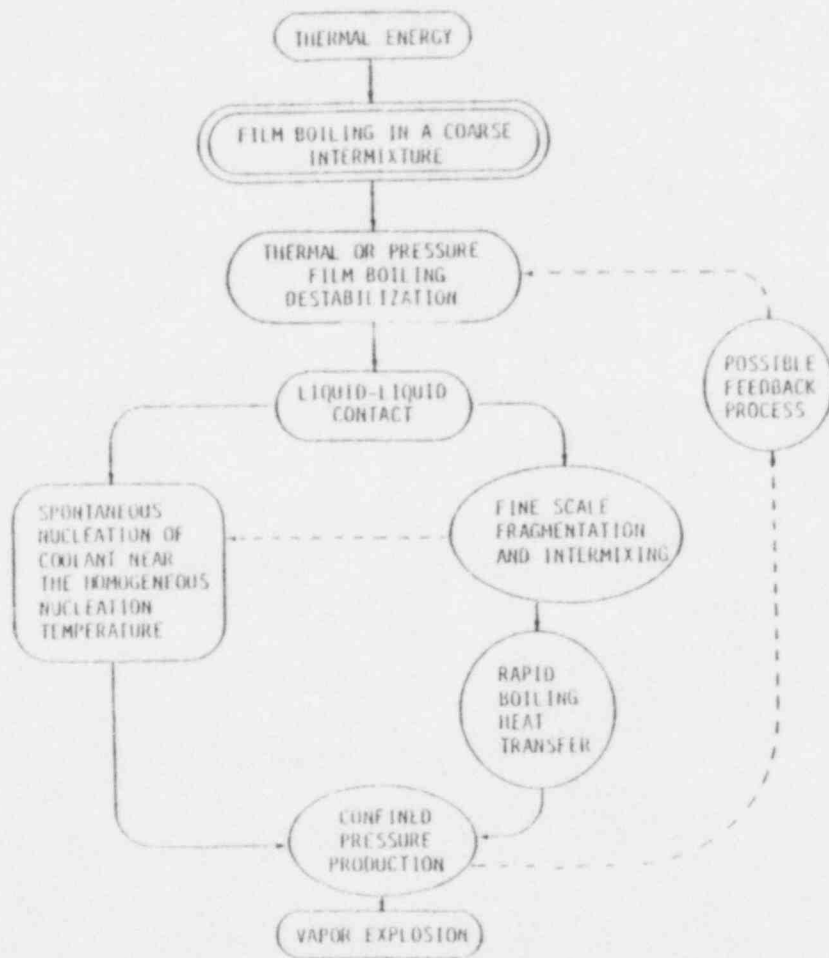 THERMAL ENERGY
FILM BOILING IN A COARSE
INTERMIXTURE
THERMAL OR PRESSURE
FILM BOILING
DESTABILIZATION
LIQUID-LIQUID
CONTACT
POSSIBLE
FEEDBACK
PROCESS
SPONTANEOUS
NUCLEATION OF
COOLANT NEAR
THE HOMOGENEOUS
NUCLEATION
TEMPERATURE
FINE SCALE
FRAGMENTATION
AND INTERMIXING
RAPID
BOILING
HEAT
TRANSFER
CONFINED
PRESSURE
PRODUCTION
VAPOR EXPLOSION